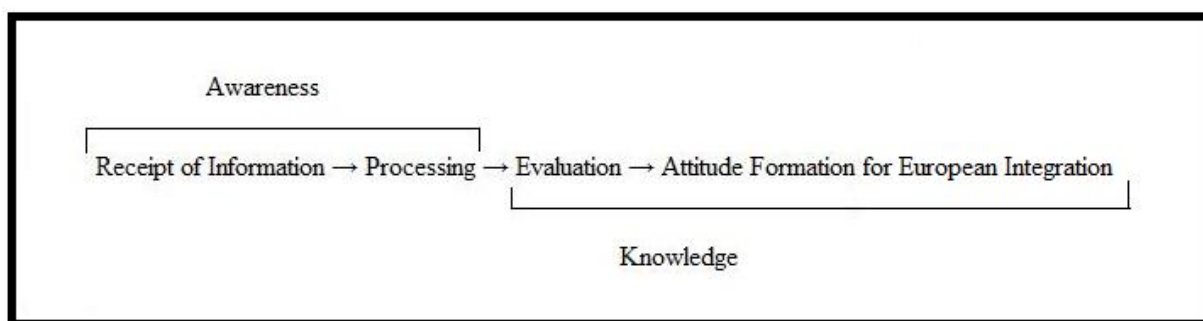 Awareness
Receipt of Information → Processing → Evaluation → Attitude Formation for European Integration
Knowledge